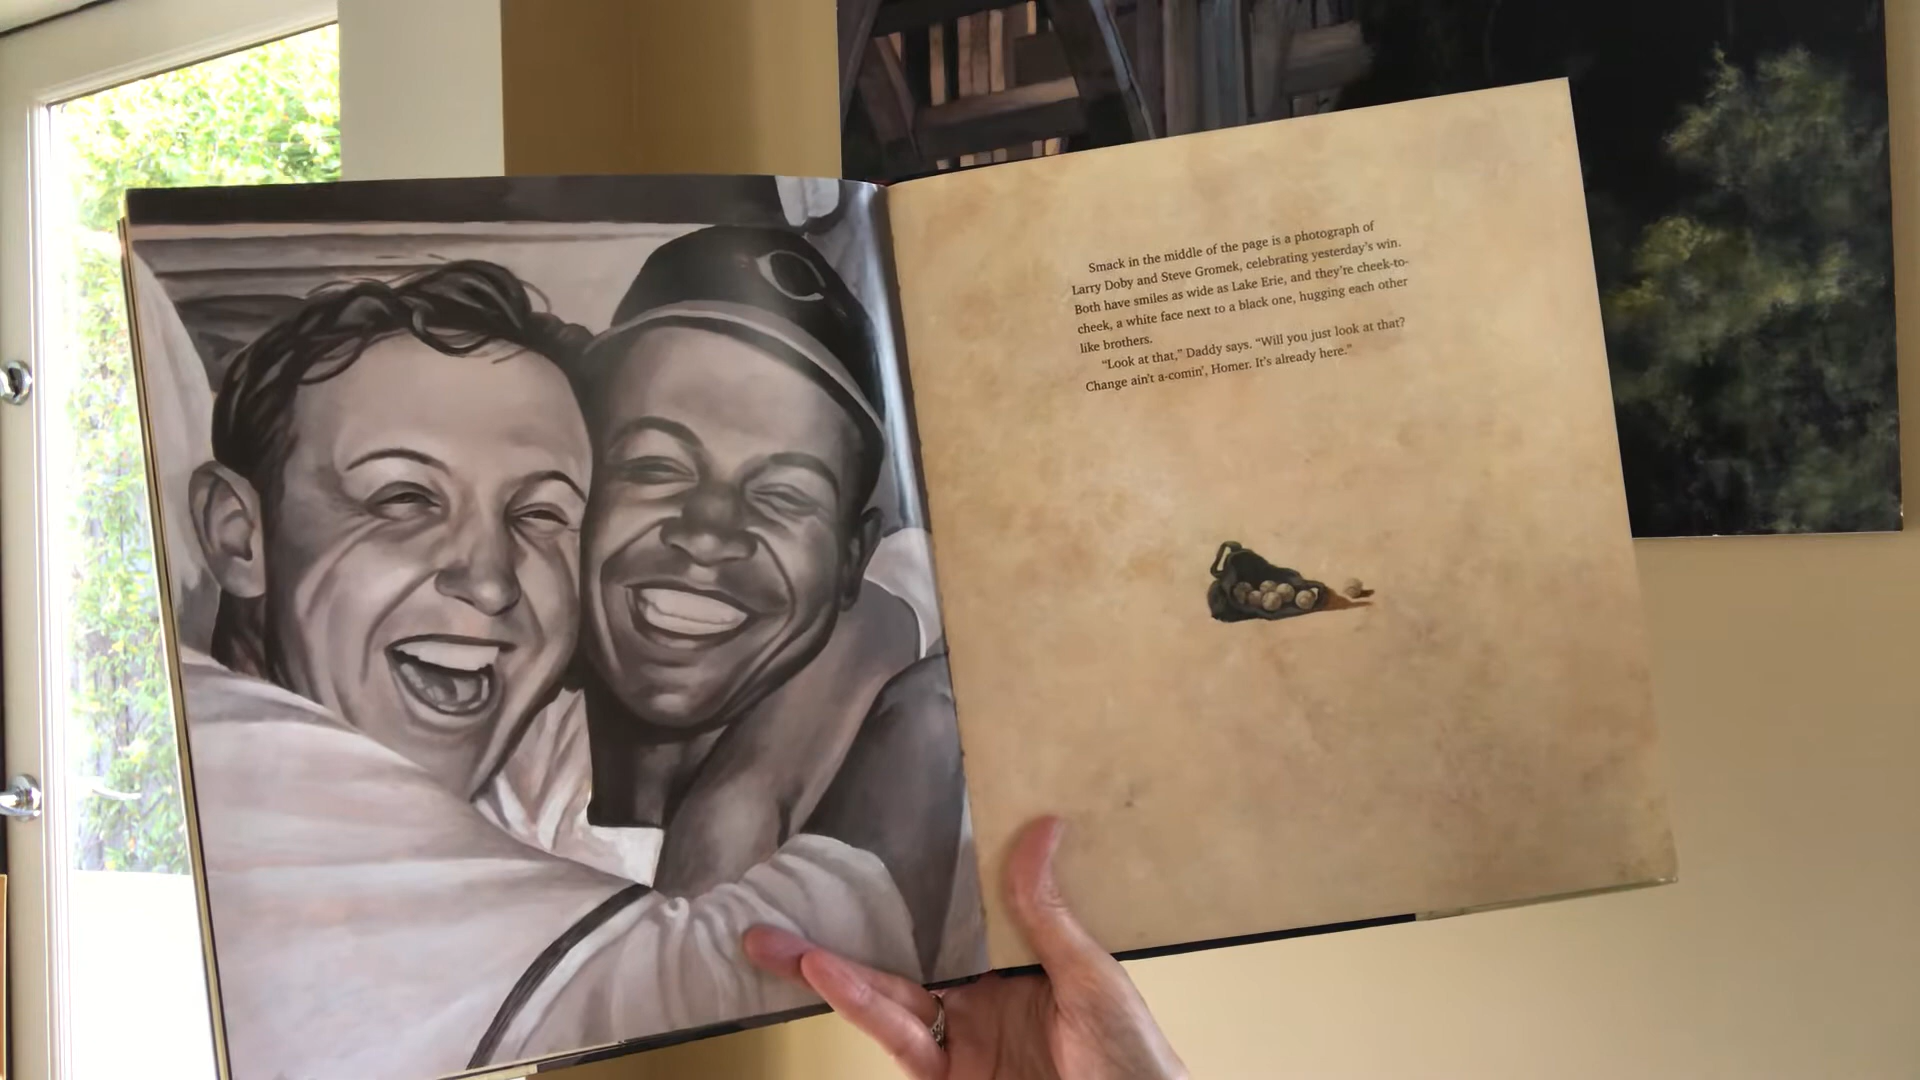 Smack in the middle of the page is a photograph of
Larry Doby and Steve Gromek, celebrating yesterday's win.
Both have smiles as wide as Lake Erie, and they're cheek-to-
cheek, a white face next to a black one, hugging each other
like brothers.
"Look at that," Daddy says. "Will you just look at that?
Change ain't a-comin', Homer. It's already here."